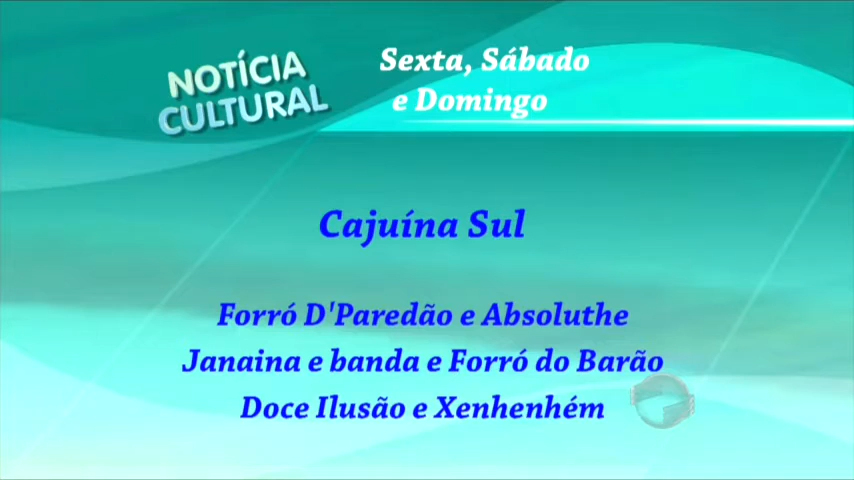 NOTÍCIA
CULTURAL
Sexta, Sábado
e Domingo
Cajuína Sul
Forró D'Paredão e Absoluthe
Janaina e banda e Forró do Barão
Doce Ilusão e Xenhenhém